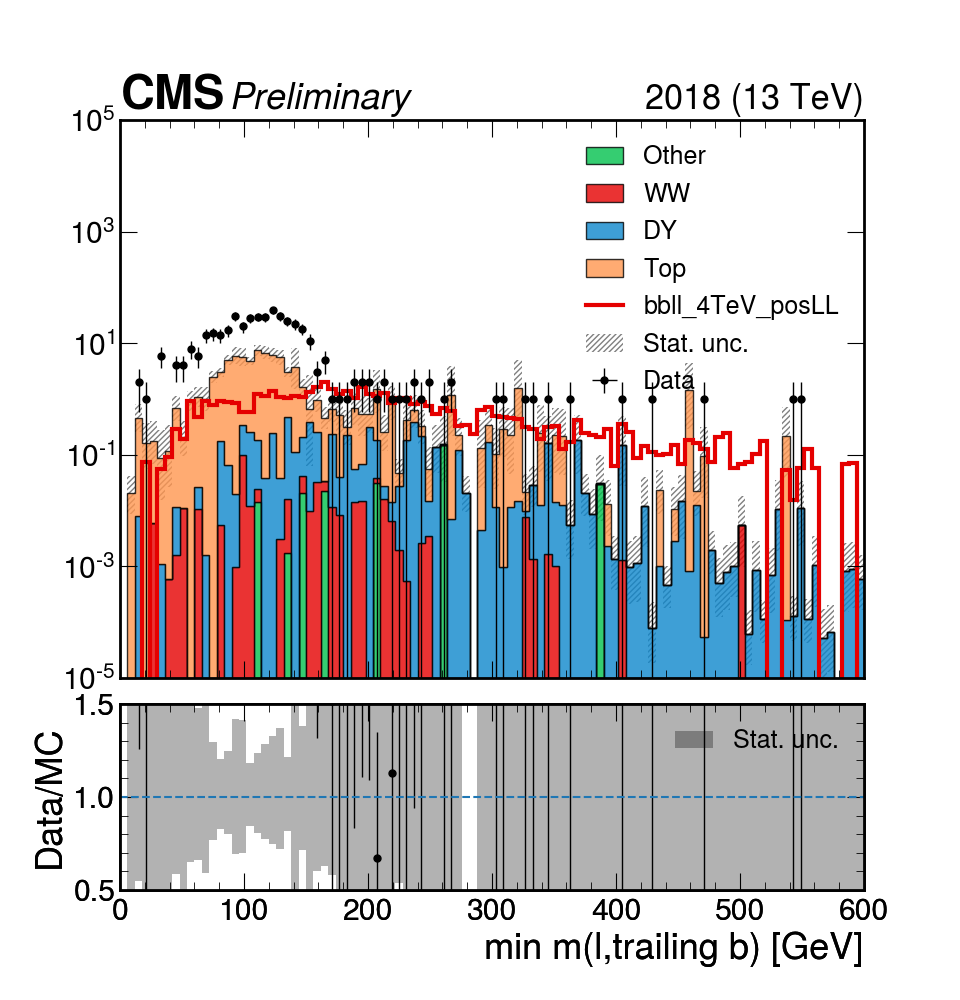 CMS Preliminary 2018 (13 TeV)
10^5
10^3
10^1
10^-1
10^-3
10^-5
Other
WW
DY
Top
bbll_4TeV_posLL
Stat. unc.
Data
1.5
1.0
0.5
Data/MC
Stat. unc.
0 100 200 300 400 500 600
min m(l,trailing b) [GeV]